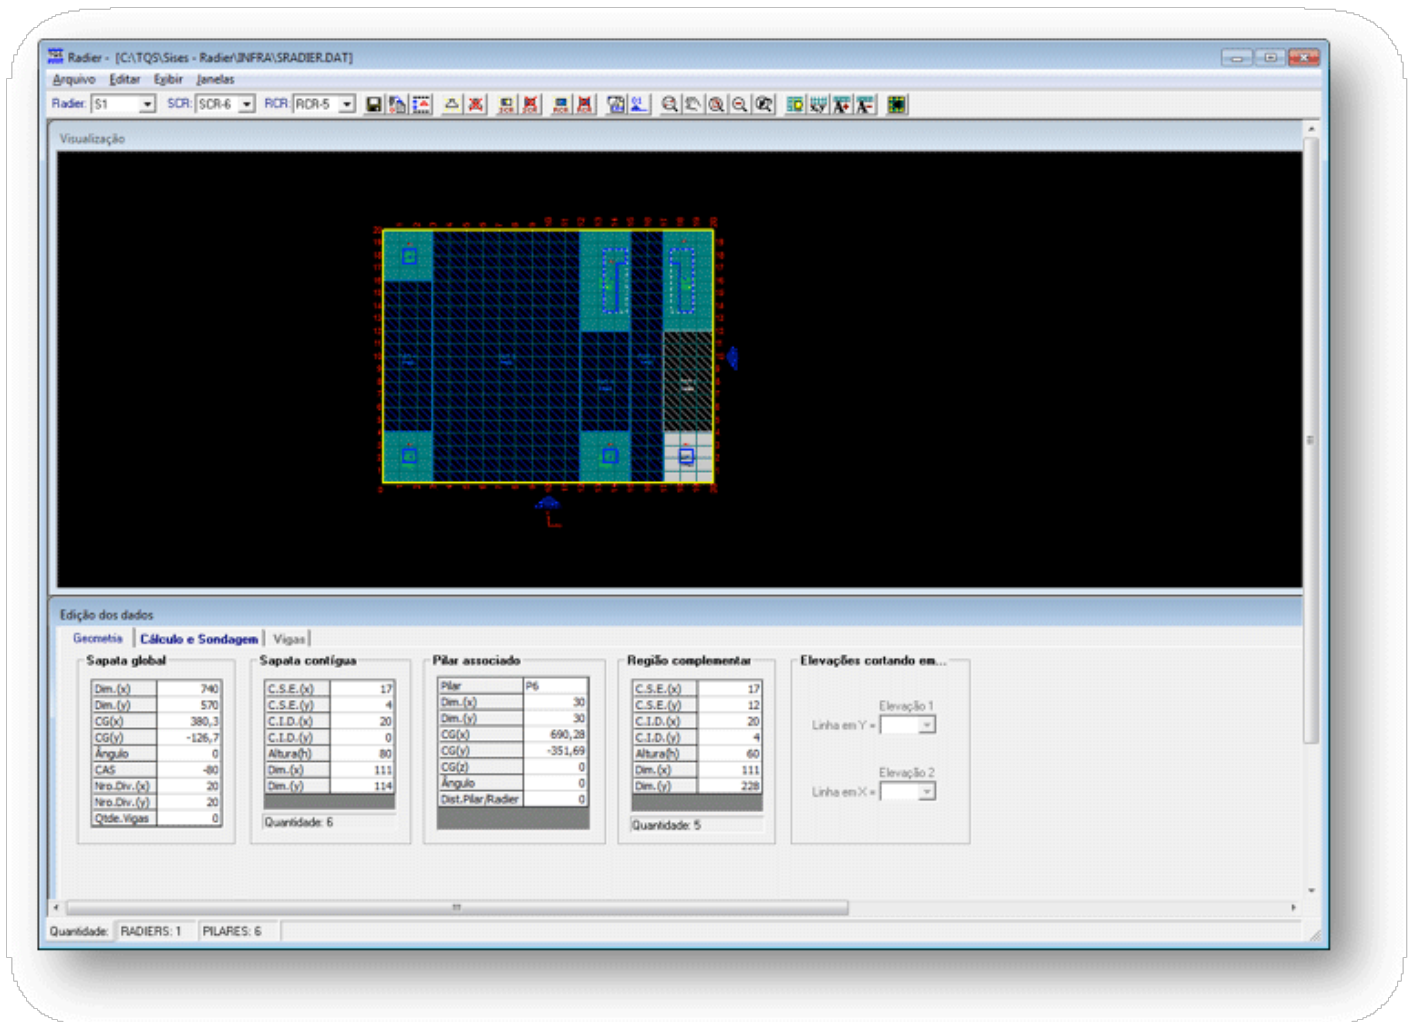 Radier - [C:\TQS\Sises - Radier\INFRA\SRADIER.DAT]
Arquivo Editar Exibir Janelas
Radier: S1 SCR: SCR-6 RCR: RCR-5
Visualização
Edição dos dados
Geometria Cálculo e Sondagem Vigas
Sapata global
Dim.(x) 740
Dim.(y) 570
CG(x) 380,3
CG(y) -126,7
Ângulo 0
CAS -80
Nro.Div.(x) 20
Nro.Div.(y) 20
Qtde.Vigas 0
Sapata contígua
C.S.E.(x) 17
C.S.E.(y) 4
C.I.D.(x) 20
C.I.D.(y) 0
Altura(h) 80
Dim.(x) 111
Dim.(y) 114
Quantidade: 6
Pilar associado
Pilar P6
Dim.(x) 30
Dim.(y) 30
CG(x) 690,28
CG(y) -351,69
CG(z) 0
Ângulo 0
Dist.Pilar/Radier 0
Região complementar
C.S.E.(x) 17
C.S.E.(y) 12
C.I.D.(x) 20
C.I.D.(y) 4
Altura(h) 60
Dim.(x) 111
Dim.(y) 228
Quantidade: 5
Elevações cortando em...
Elevação 1
Linha em Y =
Elevação 2
Linha em X =
Quantidade: RADIERS: 1 PILARES: 6